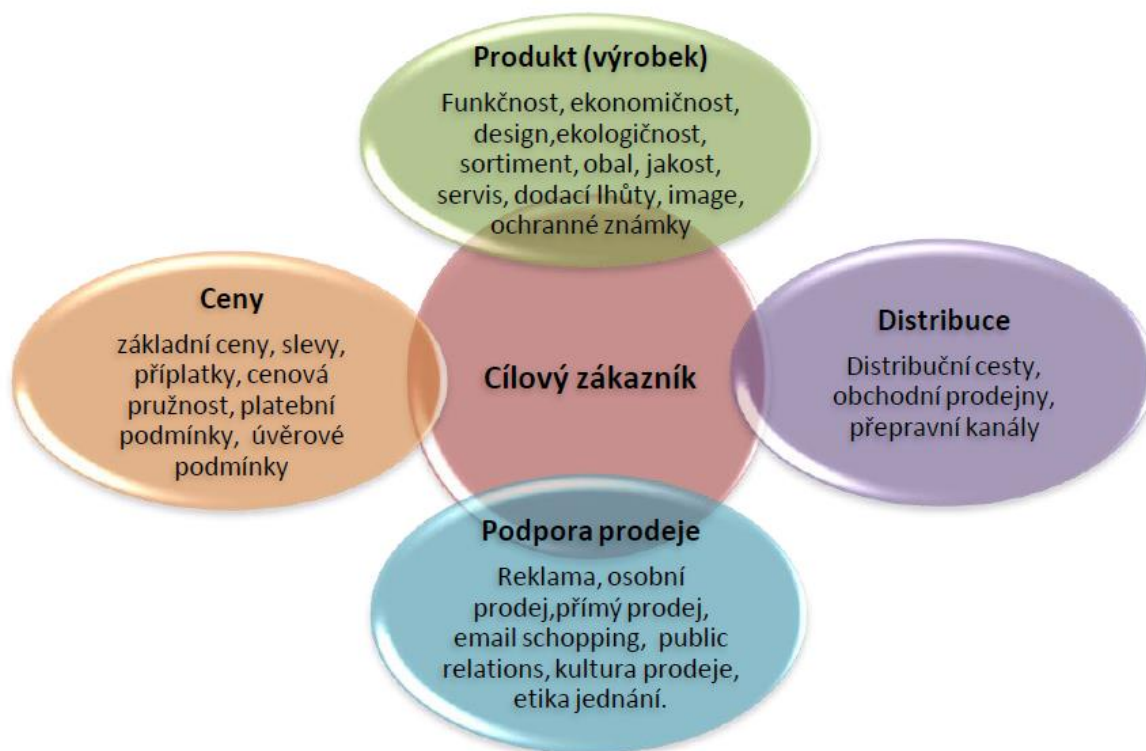 Produkt (výrobek)
Funkčnost, ekonomičnost,
design,ekologičnost,
sortiment, obal, jakost,
servis, dodací lhůty, image,
ochranné známky
Ceny
základní ceny, slevy,
příplatky, cenová
pružnost, platební
podmínky, úvěrové
podmínky
Cílový zákazník
Distribuce
Distribuční cesty,
obchodní prodejny,
přepravní kanály
Podpora prodeje
Reklama, osobní
prodej,přímý prodej,
email schopping, public
relations, kultura prodeje,
etika jednání.